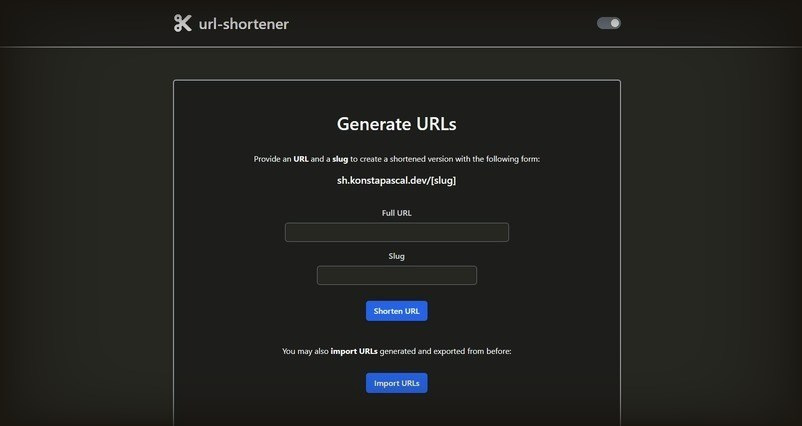 url-shortener
Generate URLs
Provide an URL and a slug to create a shortened version with the following form:
sh.konstapascal.dev/[slug]
Full URL
Slug
Shorten URL
You may also import URLs generated and exported from before:
Import URLs